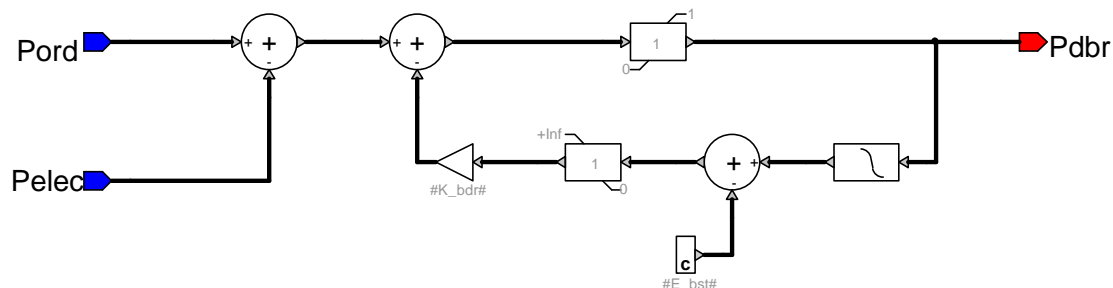 1
Pord
+
+
-
+
+
-
1
0
Pdbr
+Inf
Pelec
#K_bdr#
1
0
+
+
-
c
#E_bst#